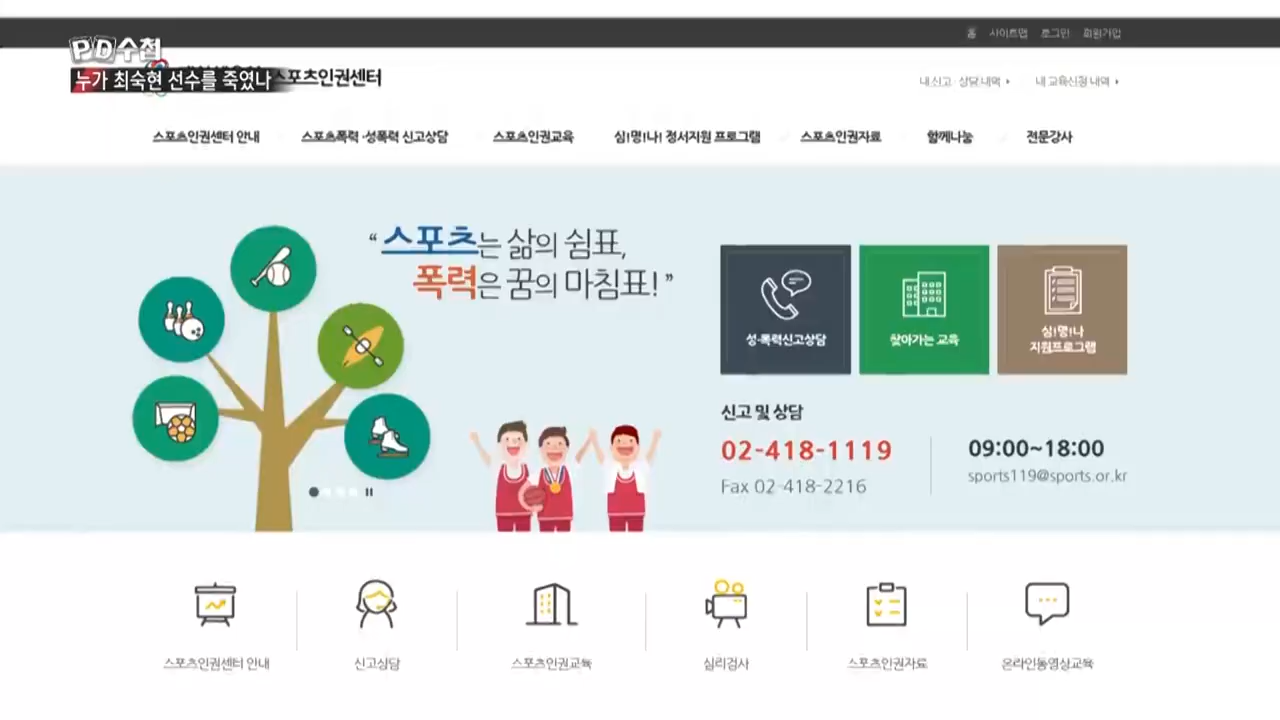 홈 사이트맵 로그인 회원가입
PD수첩
누가 최숙현 선수를 죽였나
스포츠인권센터
내 신고·상담 내역 내 교육신청 내역
스포츠인권센터 안내 스포츠폭력·성폭력 신고상담 스포츠인권교육 심!명!나! 정서지원 프로그램 스포츠인권자료 함께나눔 전문강사
“스포츠는 삶의 쉼표,
폭력은 꿈의 마침표!”
성·폭력신고상담
찾아가는 교육
심!명!나
지원프로그램
신고 및 상담
02-418-1119
Fax 02-418-2216
09:00~18:00
sports119@sports.or.kr
스포츠인권센터 안내 신고상담 스포츠인권교육 심리검사 스포츠인권자료 온라인동영상교육